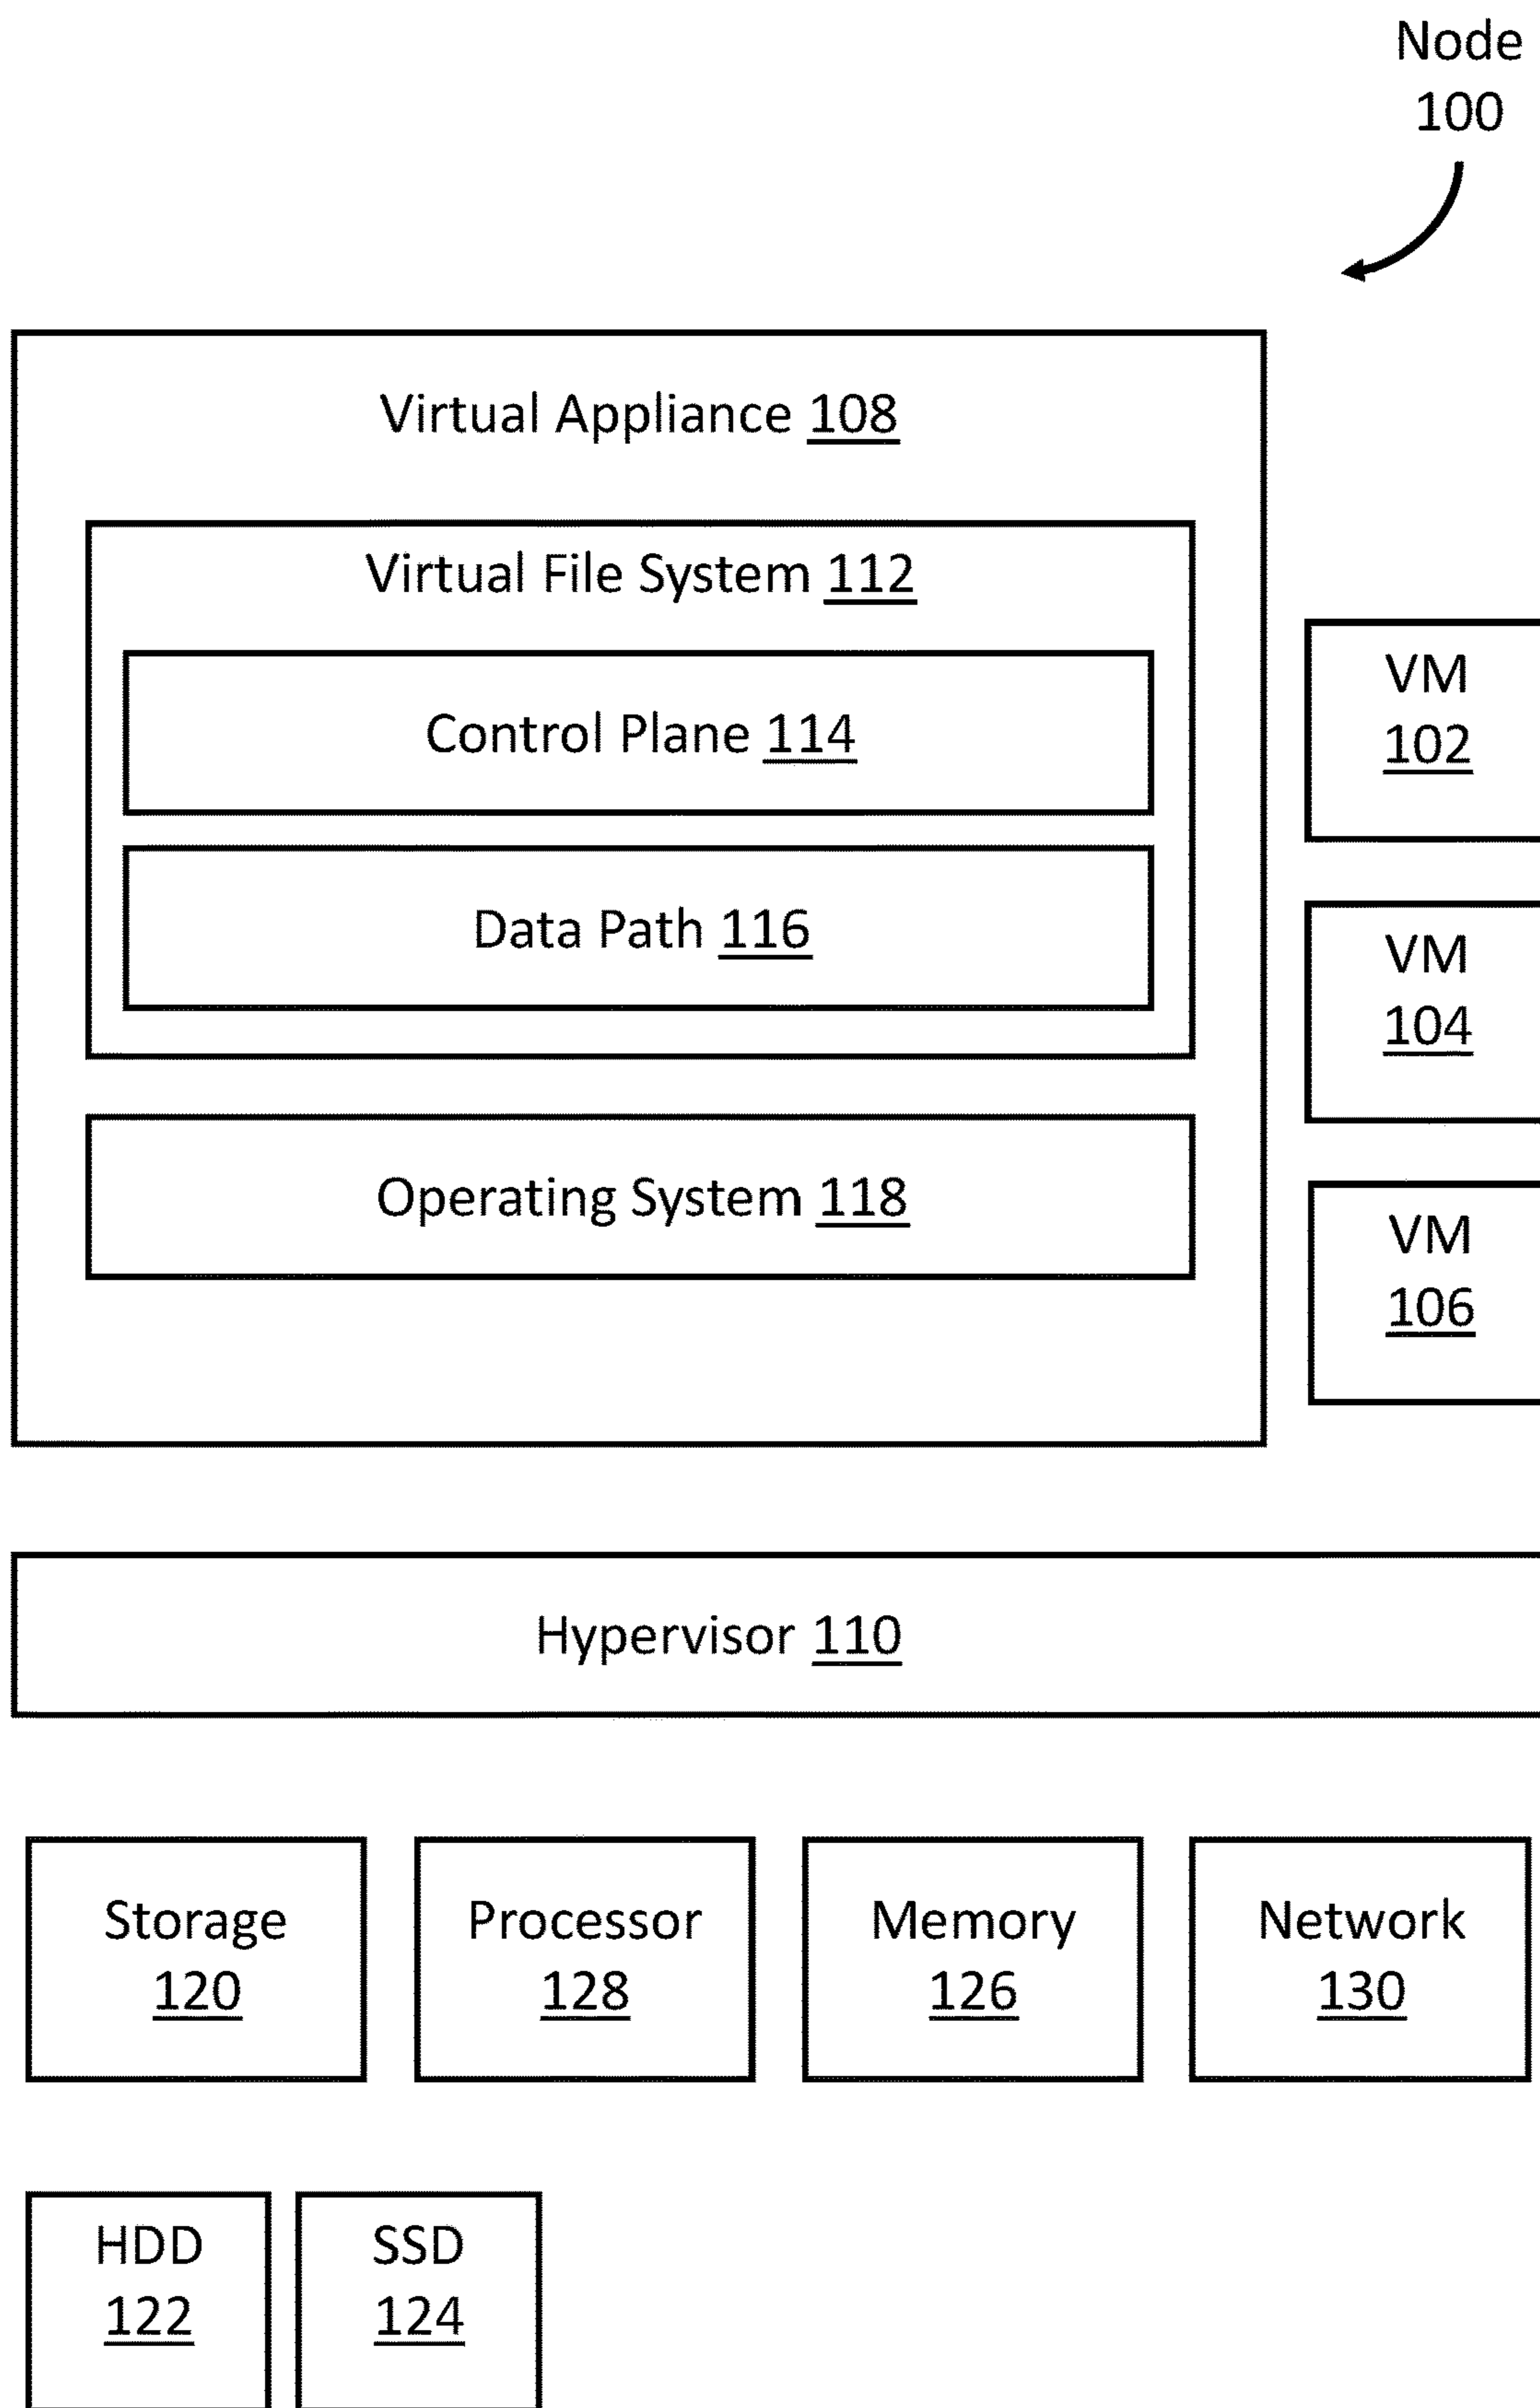 Node
100
Virtual Appliance 108
Virtual File System 112
Control Plane 114
Data Path 116
Operating System 118
VM
102
VM
104
VM
106
Hypervisor 110
Storage
120
Processor
128
Memory
126
Network
130
HDD
122
SSD
124